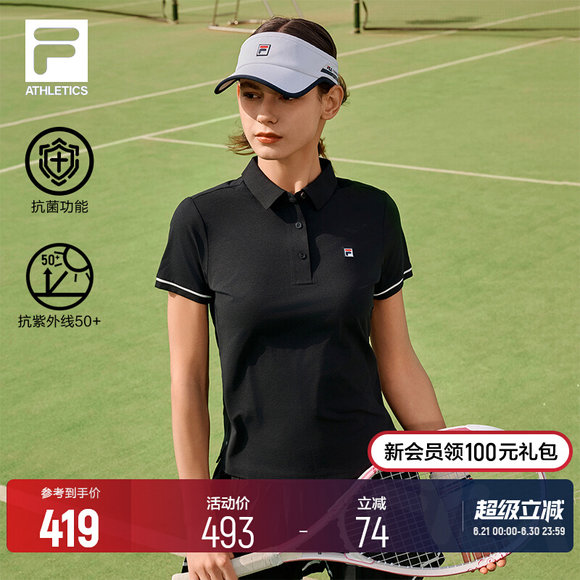 F
ATHLETICS
抗菌功能
50+
抗紫外线50+
新会员领100元礼包
参考到手价
419
活动价
493
-
立减
74
超级立减
6.21 00:00-6.30 23:59